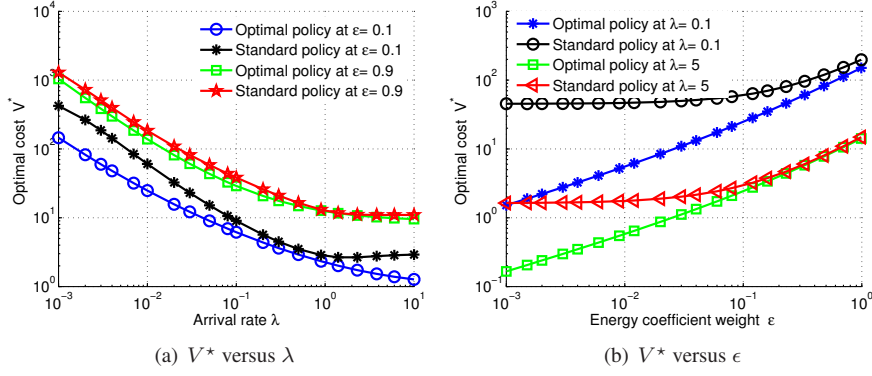 10^4
10^3
10^2
10^1
10^0
Optimal cost V^*
Optimal policy at ε= 0.1
Standard policy at ε= 0.1
Optimal policy at ε= 0.9
Standard policy at ε= 0.9
10^−3
10^−2
10^−1
10^0
10^1
Arrival rate λ
(a) V⋆ versus λ
10^3
10^2
10^1
10^0
10^−1
Optimal cost V^*
Optimal policy at λ= 0.1
Standard policy at λ= 0.1
Optimal policy at λ= 5
Standard policy at λ= 5
10^−3
10^−2
10^−1
10^0
Energy coefficient weight ε
(b) V⋆ versus ϵ